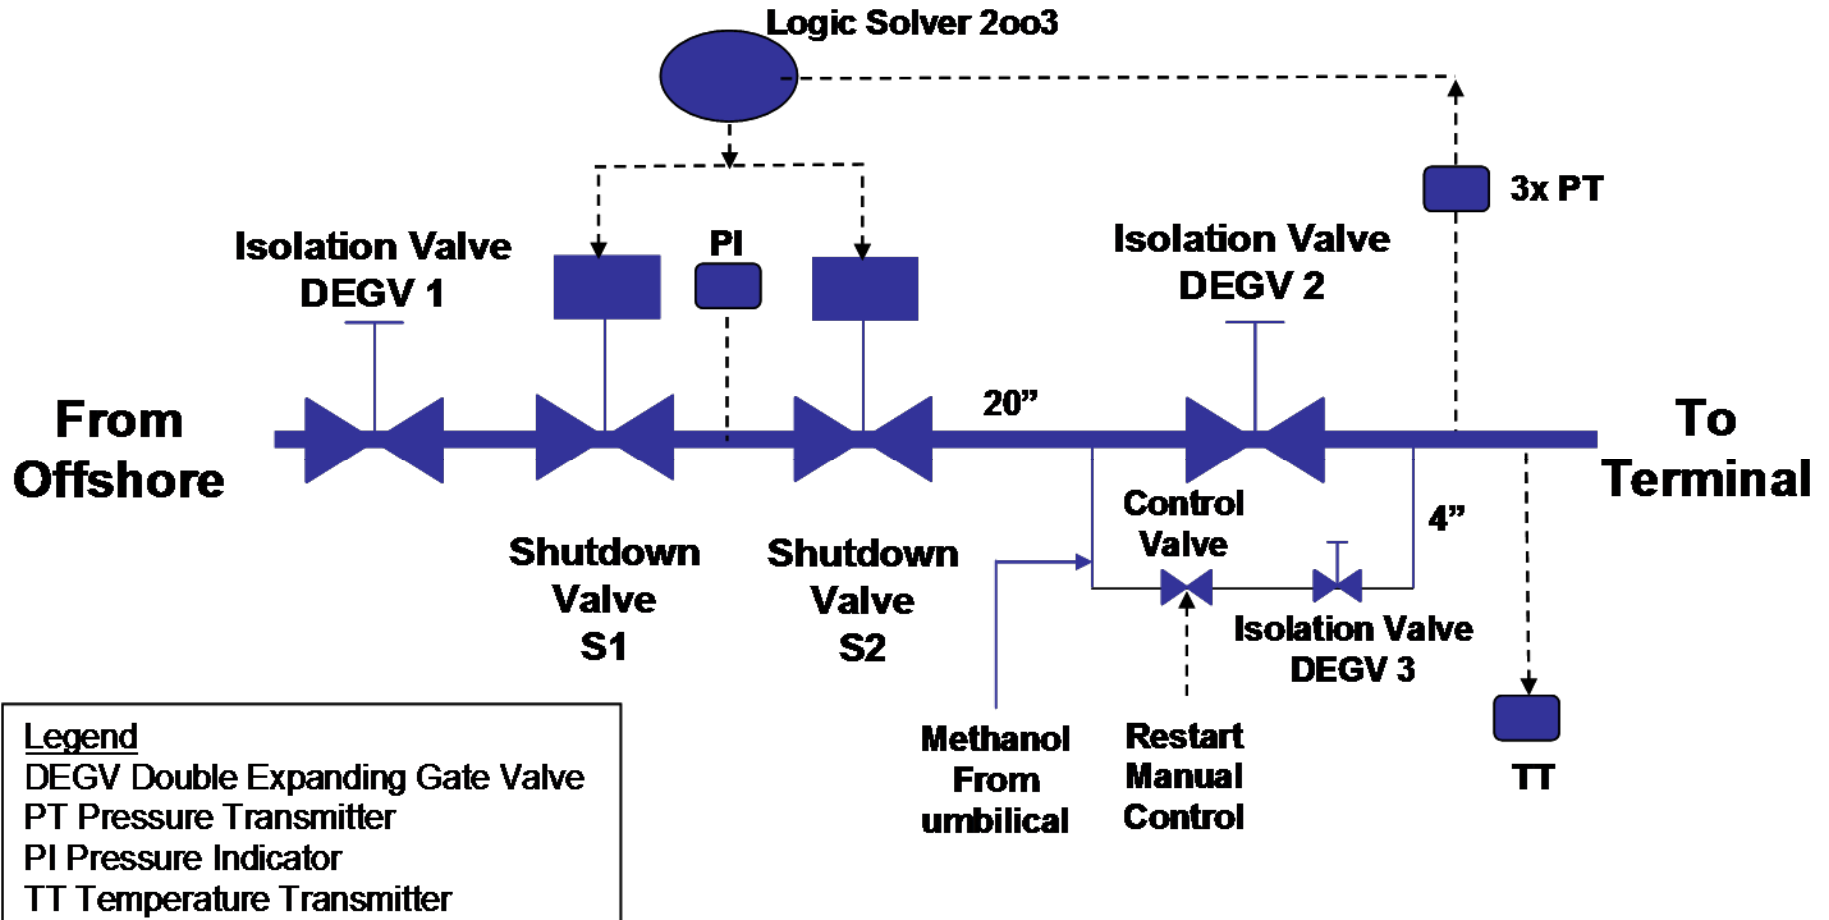 Logic Solver 2oo3
3x PT
Isolation Valve
DEGV 1
PI
Isolation Valve
DEGV 2
From
Offshore
20”
To
Terminal
Control
Valve
4”
Shutdown
Valve
S1
Shutdown
Valve
S2
Isolation Valve
DEGV 3
Methanol
From
umbilical
Restart
Manual
Control
TT
Legend
DEGV Double Expanding Gate Valve
PT Pressure Transmitter
PI Pressure Indicator
TT Temperature Transmitter